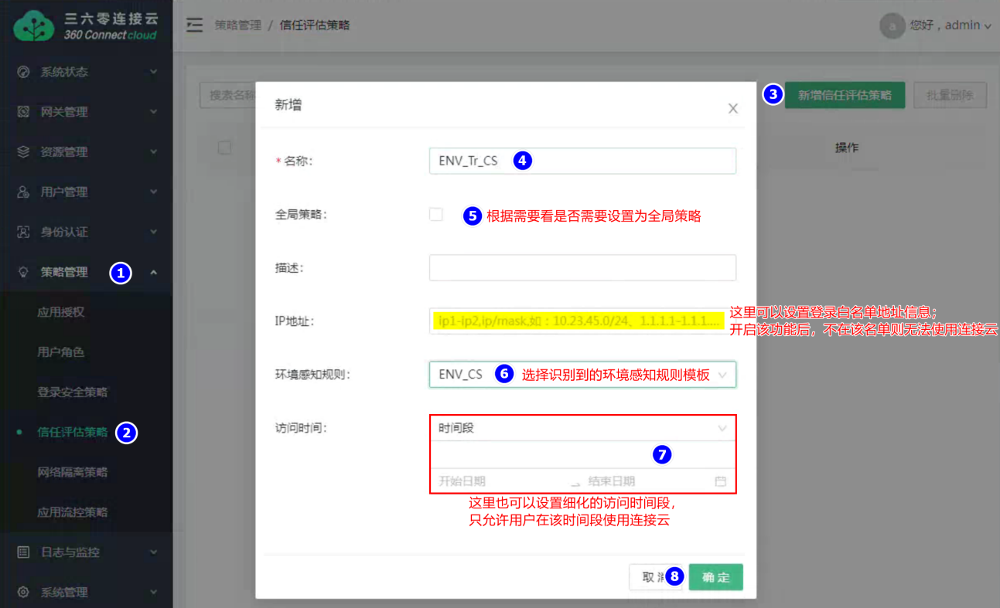 三六零连接云
360 Connect cloud
策略管理 / 信任评估策略
a 您好，admin
系统状态
网关管理
资源管理
用户管理
身份认证
策略管理 1
应用授权
用户角色
登录安全策略
信任评估策略 2
网络隔离策略
应用流控策略
日志与监控
系统管理
搜索名称
3 新增信任评估策略 批量删除
操作
新增
* 名称: ENV_Tr_CS 4
全局策略: 5 根据需要看是否需要设置为全局策略
描述:
IP地址: ip1-ip2,ip/mask,如：10.23.45.0/24、1.1.1.1-1.1.1....
这里可以设置登录白名单地址信息;
开启该功能后，不在该名单则无法使用连接云
环境感知规则: ENV_CS 6 选择识别到的环境感知规则模板
访问时间: 时间段
7
开始日期 结束日期
这里也可以设置细化的访问时间段，
只允许用户在该时间段使用连接云
取 8 确 定